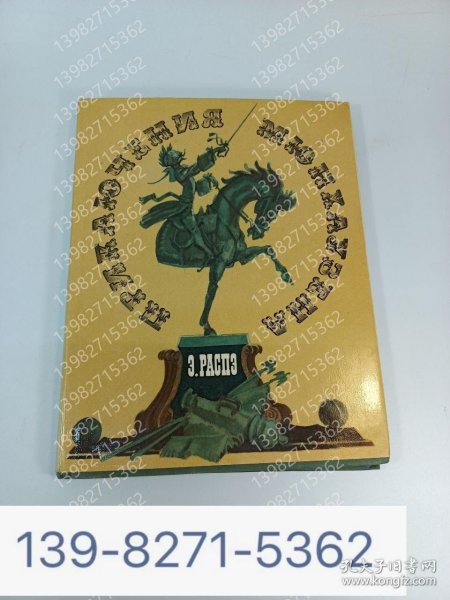 ПРИКЛЮЧЕНИЯ МЮНХАУЗЕНА
Э. РАСПЭ
139-8271-5362
孔夫子旧书网
www.kongfz.com
13982715362